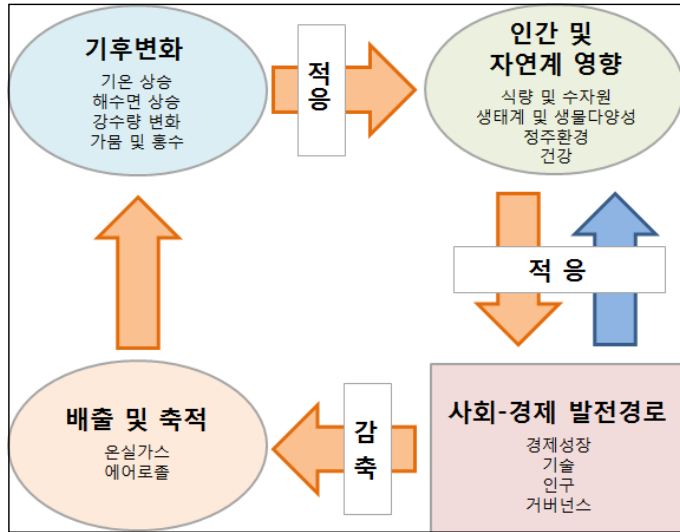 기후변화
기온 상승
해수면 상승
강수량 변화
가뭄 및 홍수
적
응
인간 및
자연계 영향
식량 및 수자원
생태계 및 생물다양성
정주환경
건강
적 응
배출 및 축적
온실가스
에어로졸
감
축
사회-경제 발전경로
경제성장
기술
인구
거버넌스